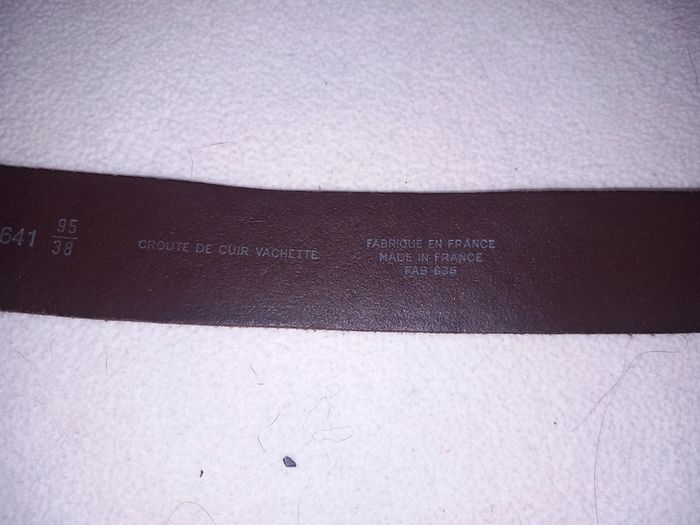 641 95/38
CROUTE DE CUIR VACHETTE
FABRIQUE EN FRANCE
MADE IN FRANCE
FAB 635